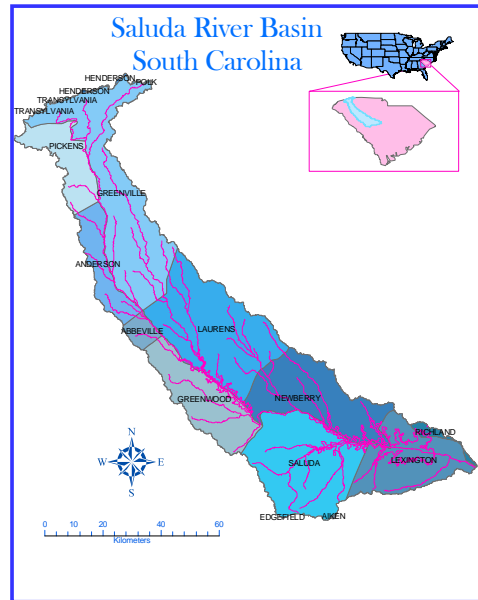 Saluda River Basin
South Carolina
HENDERSON
POLK
HENDERSON
TRANSYLVANIA
TRANSYLVANIA
PICKENS
GREENVILLE
ANDERSON
ABBEVILLE
LAURENS
GREENWOOD
NEWBERRY
RICHLAND
LEXINGTON
SALUDA
EDGEFIELD
AIKEN
N
W
E
S
0 10 20 40 60
Kilometers